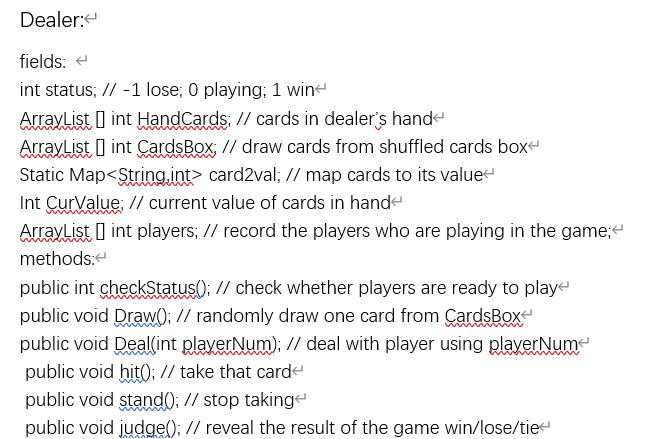 Dealer:
fields:
int status; // -1 lose; 0 playing; 1 win
ArrayList [] int HandCards; // cards in dealer's hand
ArrayList [] int CardsBox; // draw cards from shuffled cards box
Static Map<String,int> card2val; // map cards to its value
Int CurValue; // current value of cards in hand
ArrayList [] int players; // record the players who are playing in the game;
methods:
public int checkStatus(); // check whether players are ready to play
public void Draw(); // randomly draw one card from CardsBox
public void Deal(int playerNum); // deal with player using playerNum
public void hit(); // take that card
public void stand(); // stop taking
public void judge(); // reveal the result of the game win/lose/tie